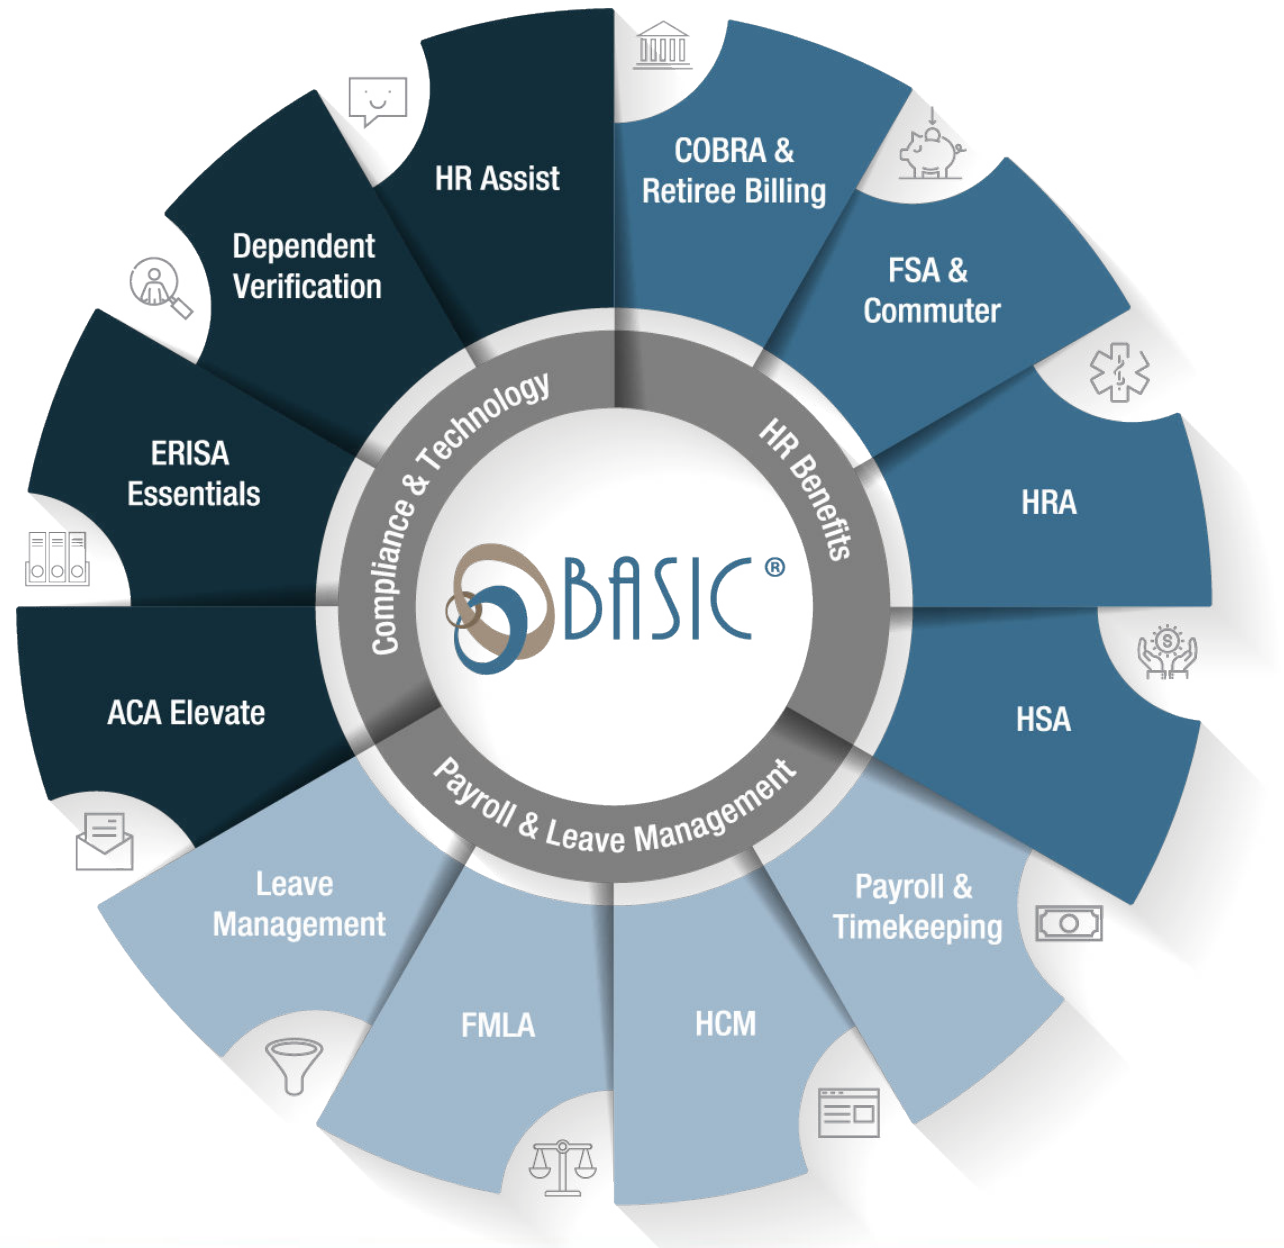 HR Assist
COBRA &
Retiree Billing
FSA &
Commuter
HRA
HSA
Payroll &
Timekeeping
HCM
FMLA
Leave
Management
ACA Elevate
ERISA
Essentials
Dependent
Verification
Compliance & Technology
HR Benefits
Payroll & Leave Management
BASIC®
$